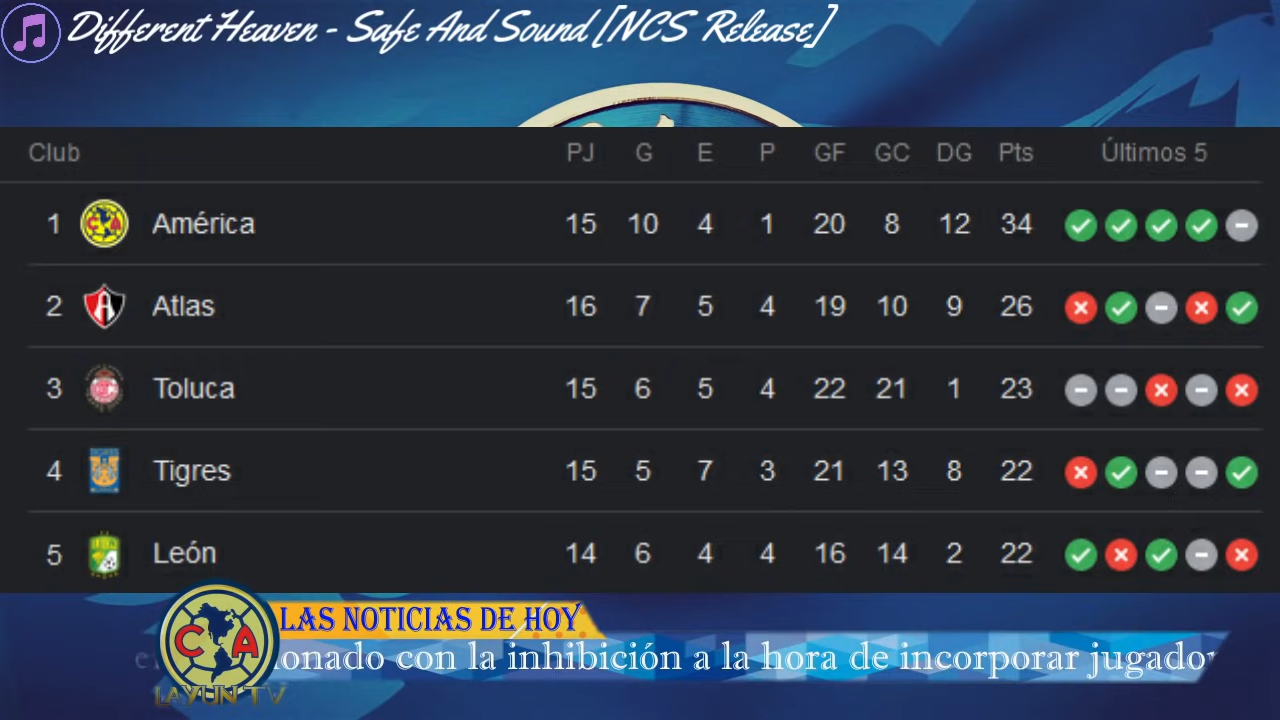 Different Heaven - Safe And Sound [NCS Release]
Club PJ G E P GF GC DG Pts Últimos 5
1 América 15 10 4 1 20 8 12 34
2 Atlas 16 7 5 4 19 10 9 26
3 Toluca 15 6 5 4 22 21 1 23
4 Tigres 15 5 7 3 21 13 8 22
5 León 14 6 4 4 16 14 2 22
CA
LAS NOTICIAS DE HOY
con la inhibición a la hora de incorporar
LAYUN TV